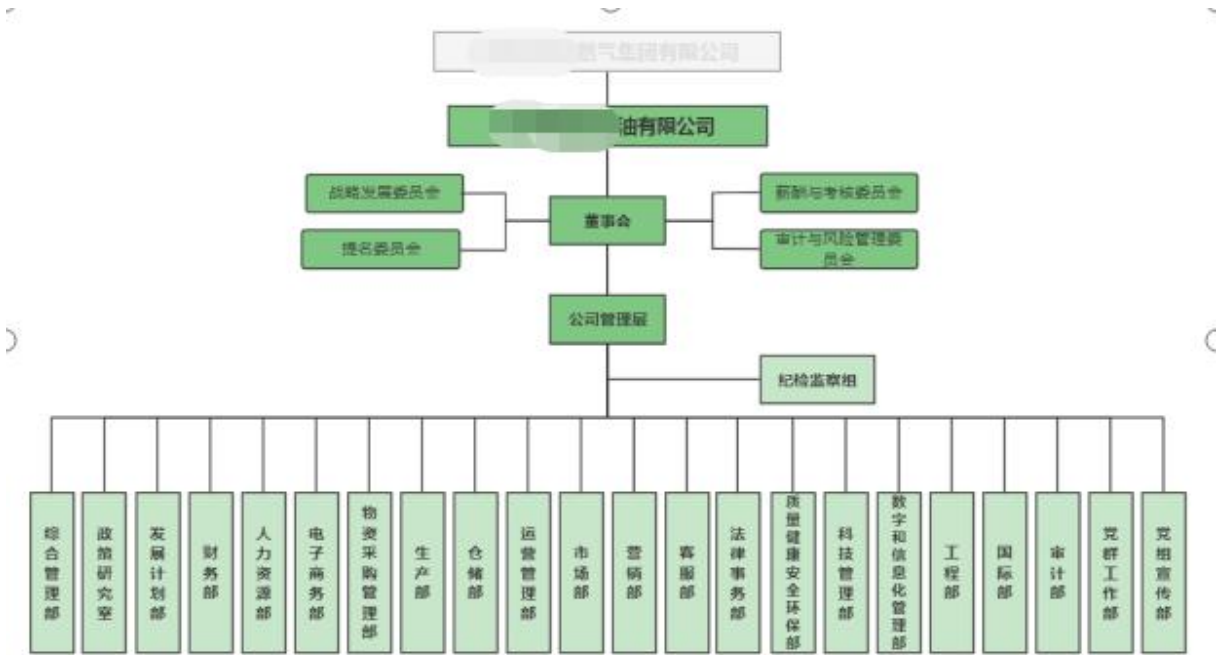 燃气集团有限公司
油有限公司
战略发展委员会
薪酬与考核委员会
董事会
提名委员会
审计与风险管理委
员会
公司管理层
纪检监察组
综合管理部
政策研究室
发展计划部
财务部
人力资源部
电子商务部
物资采购管理部
生产部
仓储部
运营管理部
市场部
营销部
客服部
法律事务部
质量健康安全环保部
科技管理部
数字和信息化管理部
工程部
国际部
审计部
党群工作部
党组宣传部